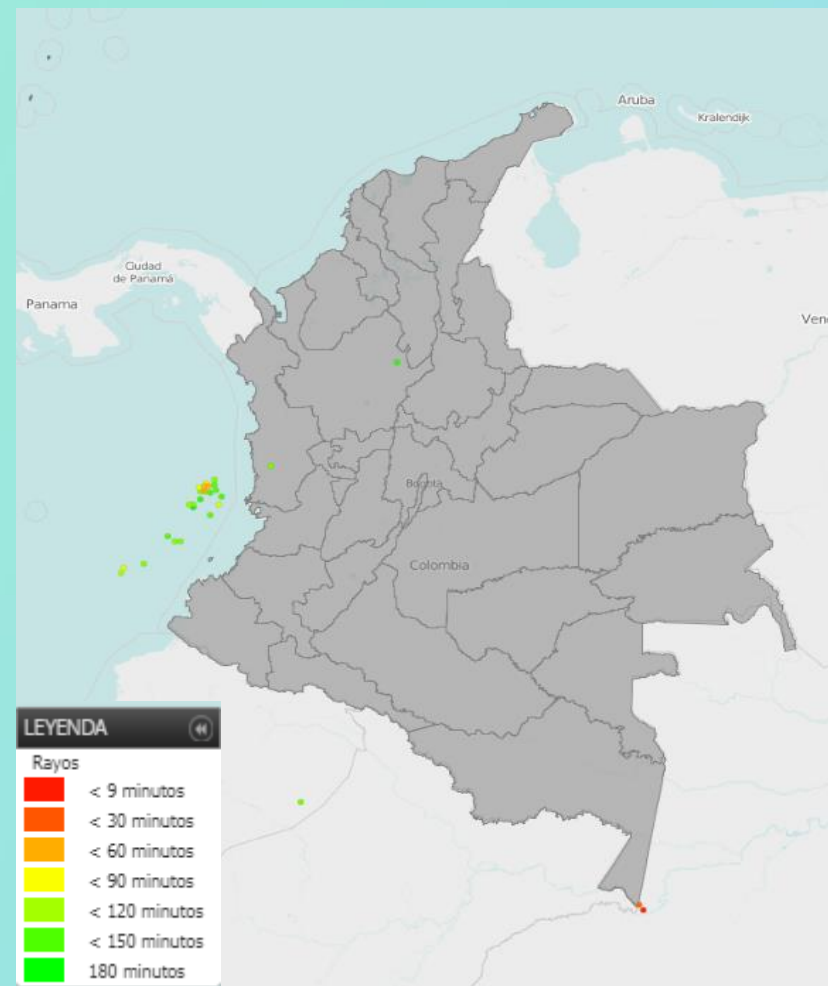 Aruba
Kralendijk
Ciudad
de Panamá
Panama
Ven
Bogotá
Colombia
LEYENDA
Rayos
< 9 minutos
< 30 minutos
< 60 minutos
< 90 minutos
< 120 minutos
< 150 minutos
180 minutos